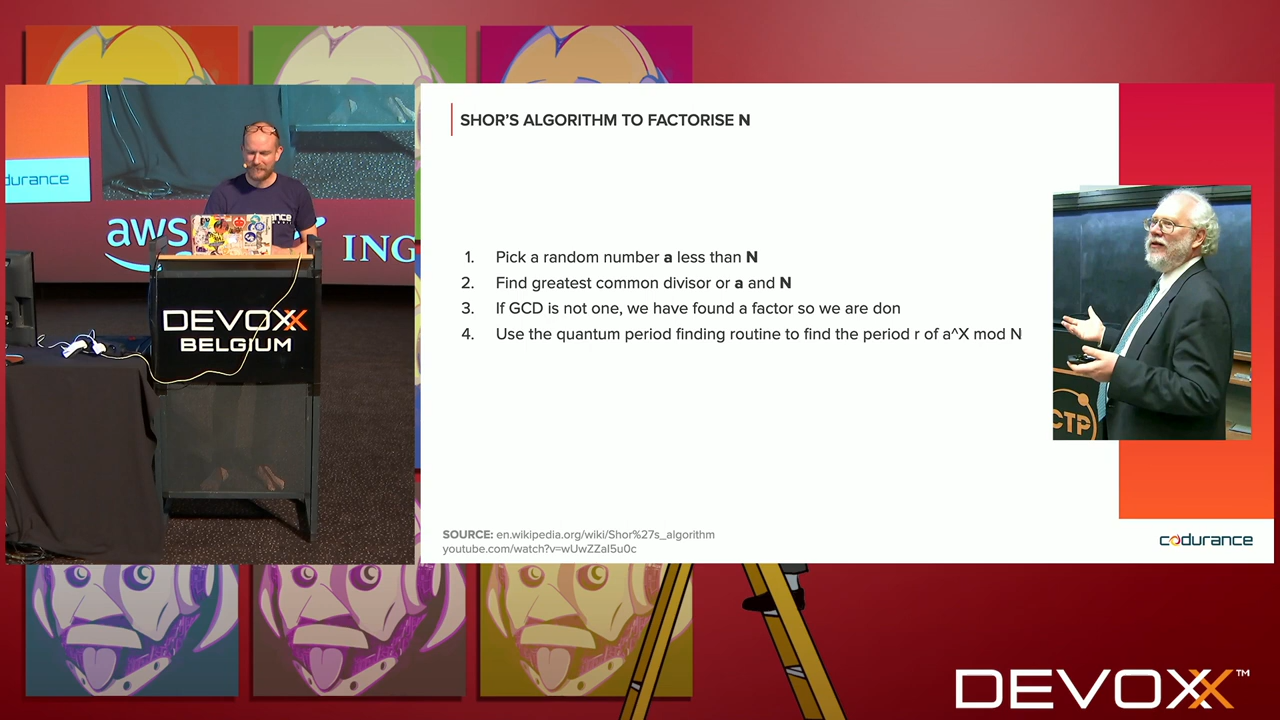 SHOR'S ALGORITHM TO FACTORISE N
1. Pick a random number a less than N
2. Find greatest common divisor or a and N
3. If GCD is not one, we have found a factor so we are don
4. Use the quantum period finding routine to find the period r of a^X mod N
SOURCE: en.wikipedia.org/wiki/Shor%27s_algorithm
youtube.com/watch?v=wUwZZaI5u0c
codurance
durance
aws
ING
DEVOXX
BELGIUM
CTP
DEVOXX™